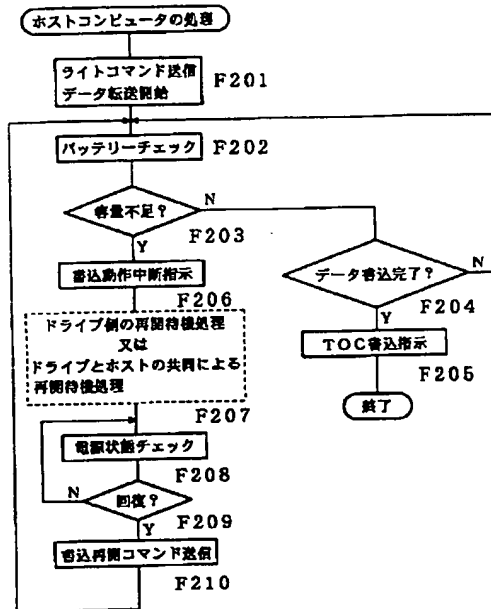 ホストコンピュータの処理
ライトコマンド送信
データ転送開始
F201
バッテリーチェック
F202
容量不足?
N
F203
Y
書込動作中断指示
F206
データ書込完了?
N
F204
Y
TOC書込指示
F205
終了
ドライブ側の再開待機処理
又は
ドライブとホストの共同による
再開待機処理
F207
電源状態チェック
F208
回復?
N
F209
Y
書込再開コマンド送信
F210